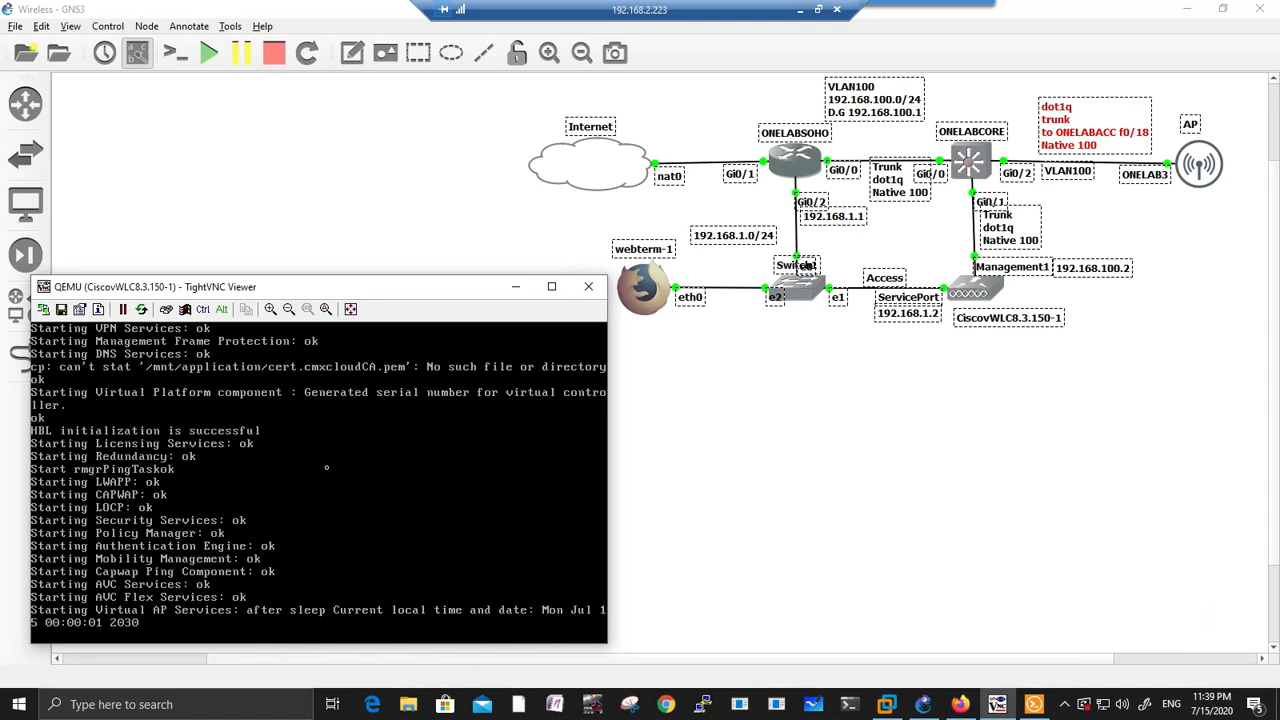 Wireless - GNS3
192.168.2.223
File Edit View Control Node Annotate Tools Help
VLAN100
192.168.100.0/24
D.G 192.168.100.1
dot1q
trunk
to ONELABACC f0/18
Native 100
Internet
ONELABSOHO
ONELABCORE
AP
nat0
Gi0/1
Gi0/0
Trunk
dot1q
Native 100
Gi0/0
Gi0/2
VLAN100
ONELAB3
Gi0/2
192.168.1.1
Gi0/1
Trunk
dot1q
Native 100
192.168.1.0/24
webterm-1
Access
Management1
192.168.100.2
eth0
e2
e1
ServicePort
192.168.1.2
CiscovWLC8.3.150-1
QEMU (CiscovWLC8.3.150-1) - TightVNC Viewer
Ctrl Alt
Starting VPN Services: ok
Starting Management Frame Protection: ok
Starting DNS Services: ok
cp: can't stat '/mnt/application/cert.cmxcloudCA.pem': No such file or directory
ok
Starting Virtual Platform component : Generated serial number for virtual contro
ller.
ok
HBL initialization is successful
Starting Licensing Services: ok
Starting Redundancy: ok
Start rmgrPingTaskok
Starting LWAPP: ok
Starting CAPWAP: ok
Starting LOCP: ok
Starting Security Services: ok
Starting Policy Manager: ok
Starting Authentication Engine: ok
Starting Mobility Management: ok
Starting Capwap Ping Component: ok
Starting AVC Services: ok
Starting AVC Flex Services: ok
Starting Virtual AP Services: after sleep Current local time and date: Mon Jul 1
5 00:00:01 2030
Type here to search
ENG
11:39 PM
7/15/2020